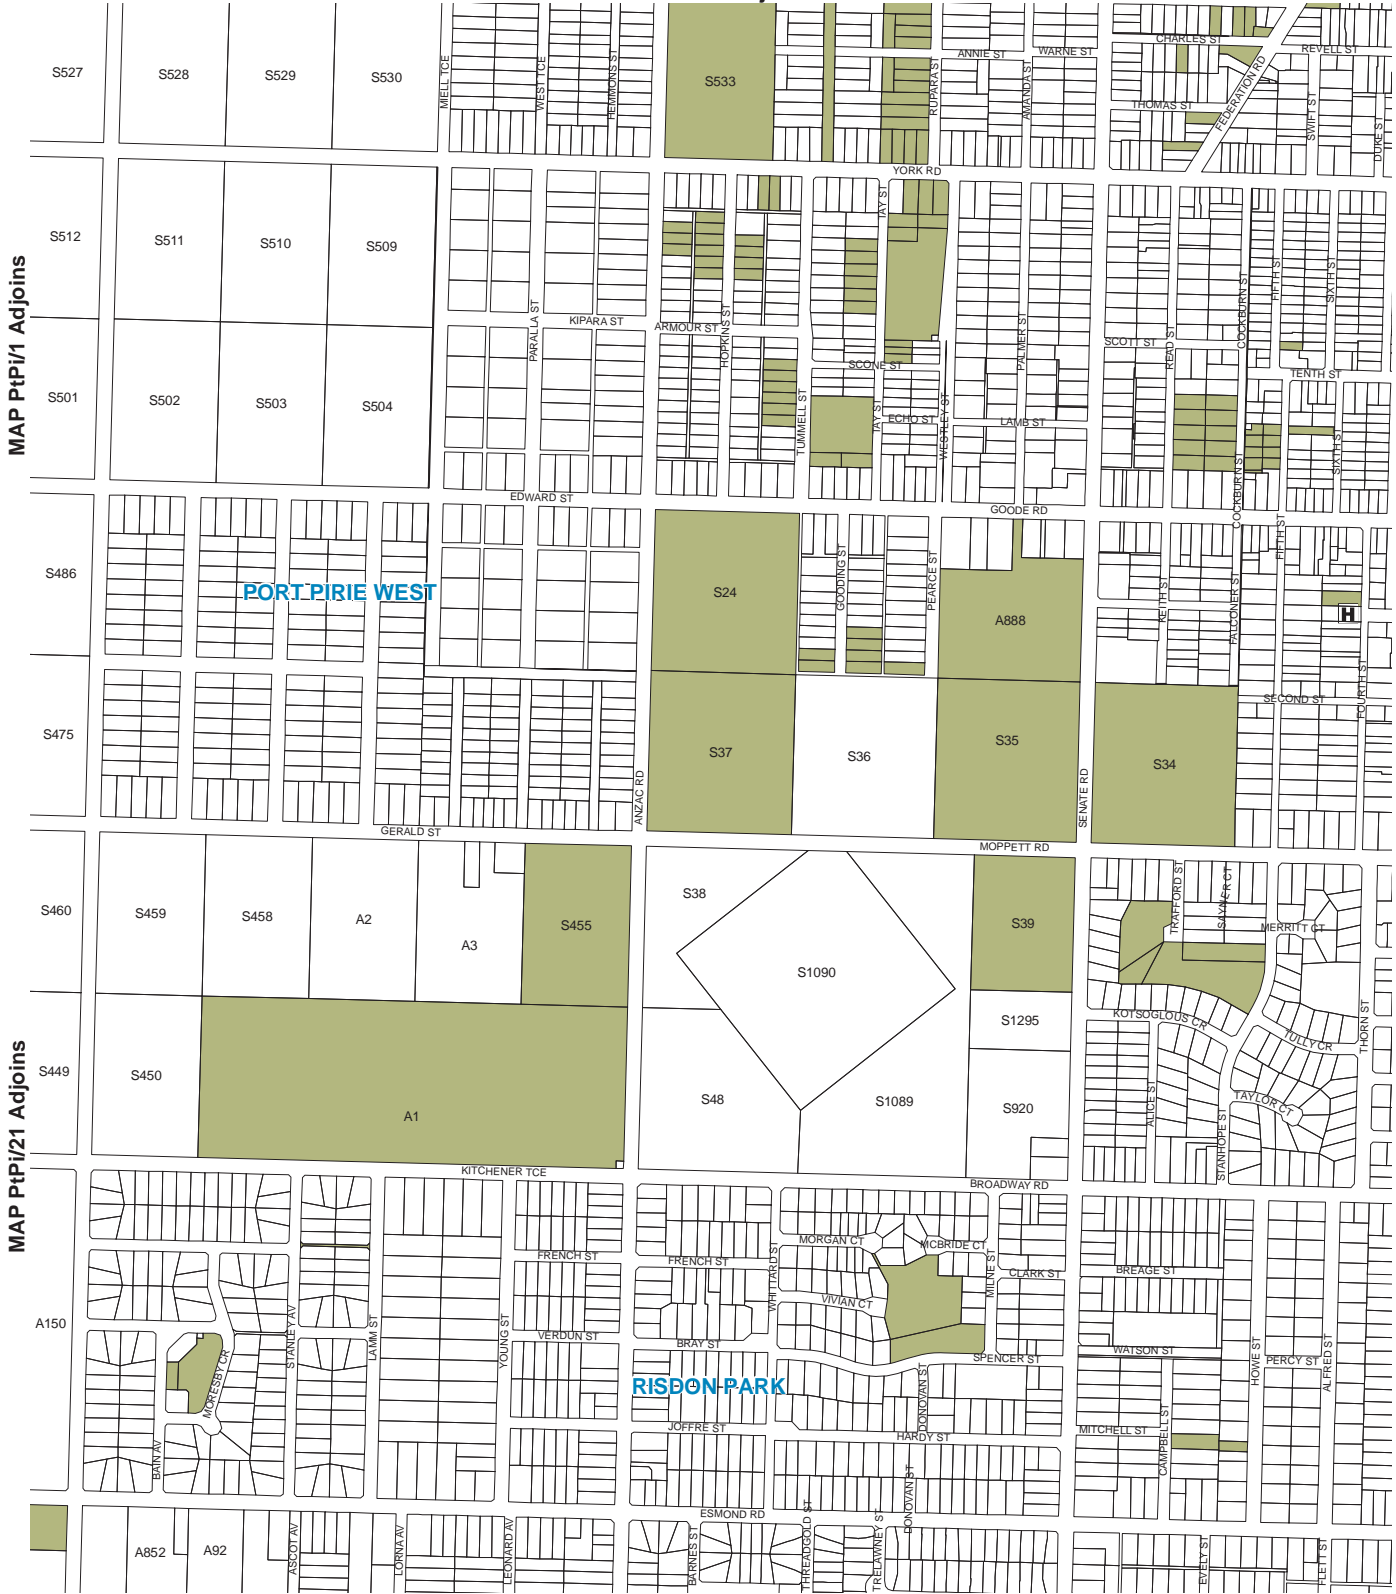 CHARLES ST
REVELL ST
ANNIE ST
WARNE ST
S527
S528
S529
S530
MIELL TCE
WEST TCE
HEMMONS ST
S533
RUPARA ST
AMANDA ST
THOMAS ST
FEDERATION RD
SWIFT ST
DUKE ST
YORK RD
S512
S511
S510
S509
TAY ST
MAP PtPi/1 Adjoins
PARALLA ST
KIPARA ST
ARMOUR ST
HOPKINS ST
PALMER ST
SCOTT ST
READ ST
COCKBURN ST
FIFTH ST
SIXTH ST
SCONE ST
TENTH ST
S501
S502
S503
S504
TUMMELL ST
TAY ST
ECHO ST
WESTLEY ST
LAMB ST
SIXTH ST
COCKBURN ST
EDWARD ST
GOODE RD
FIFTH ST
S486
PORT PIRIE WEST
S24
GOODING ST
PEARCE ST
A888
KEITH ST
FALCONER ST
H
SECOND ST
FOURTH ST
S475
S37
S36
S35
S34
ANZAC RD
SENATE RD
GERALD ST
MOPPETT RD
S460
S459
S458
A2
A3
S455
S38
S1090
S39
TRAFFORD ST
SAYNER CT
MERRITT CT
S1295
KOTSOGLOUS CR
TULLY CR
THORN ST
MAP PtPi/21 Adjoins
S449
S450
A1
S48
S1089
S920
ALICE ST
STANHOPE ST
TAYLOR CT
KITCHENER TCE
BROADWAY RD
FRENCH ST
FRENCH ST
WHITTARD ST
MORGAN CT
MCBRIDE CT
MILNE ST
CLARK ST
BREAGE ST
VIVIAN CT
A150
MORESBY CR
STANLEY AV
LAMM ST
YOUNG ST
VERDUN ST
BRAY ST
SPENCER ST
WATSON ST
HOWE ST
PERCY ST
ALFRED ST
RISDON PARK
DONOVAN ST
BAIN AV
JOFFRE ST
HARDY ST
MITCHELL ST
CAMPBELL ST
ESMOND RD
A852
A92
ASCOT AV
LORNA AV
LEONARD AV
BARNES ST
THREADGOLD ST
TRELAWNEY ST
DONOVAN ST
EVELY ST